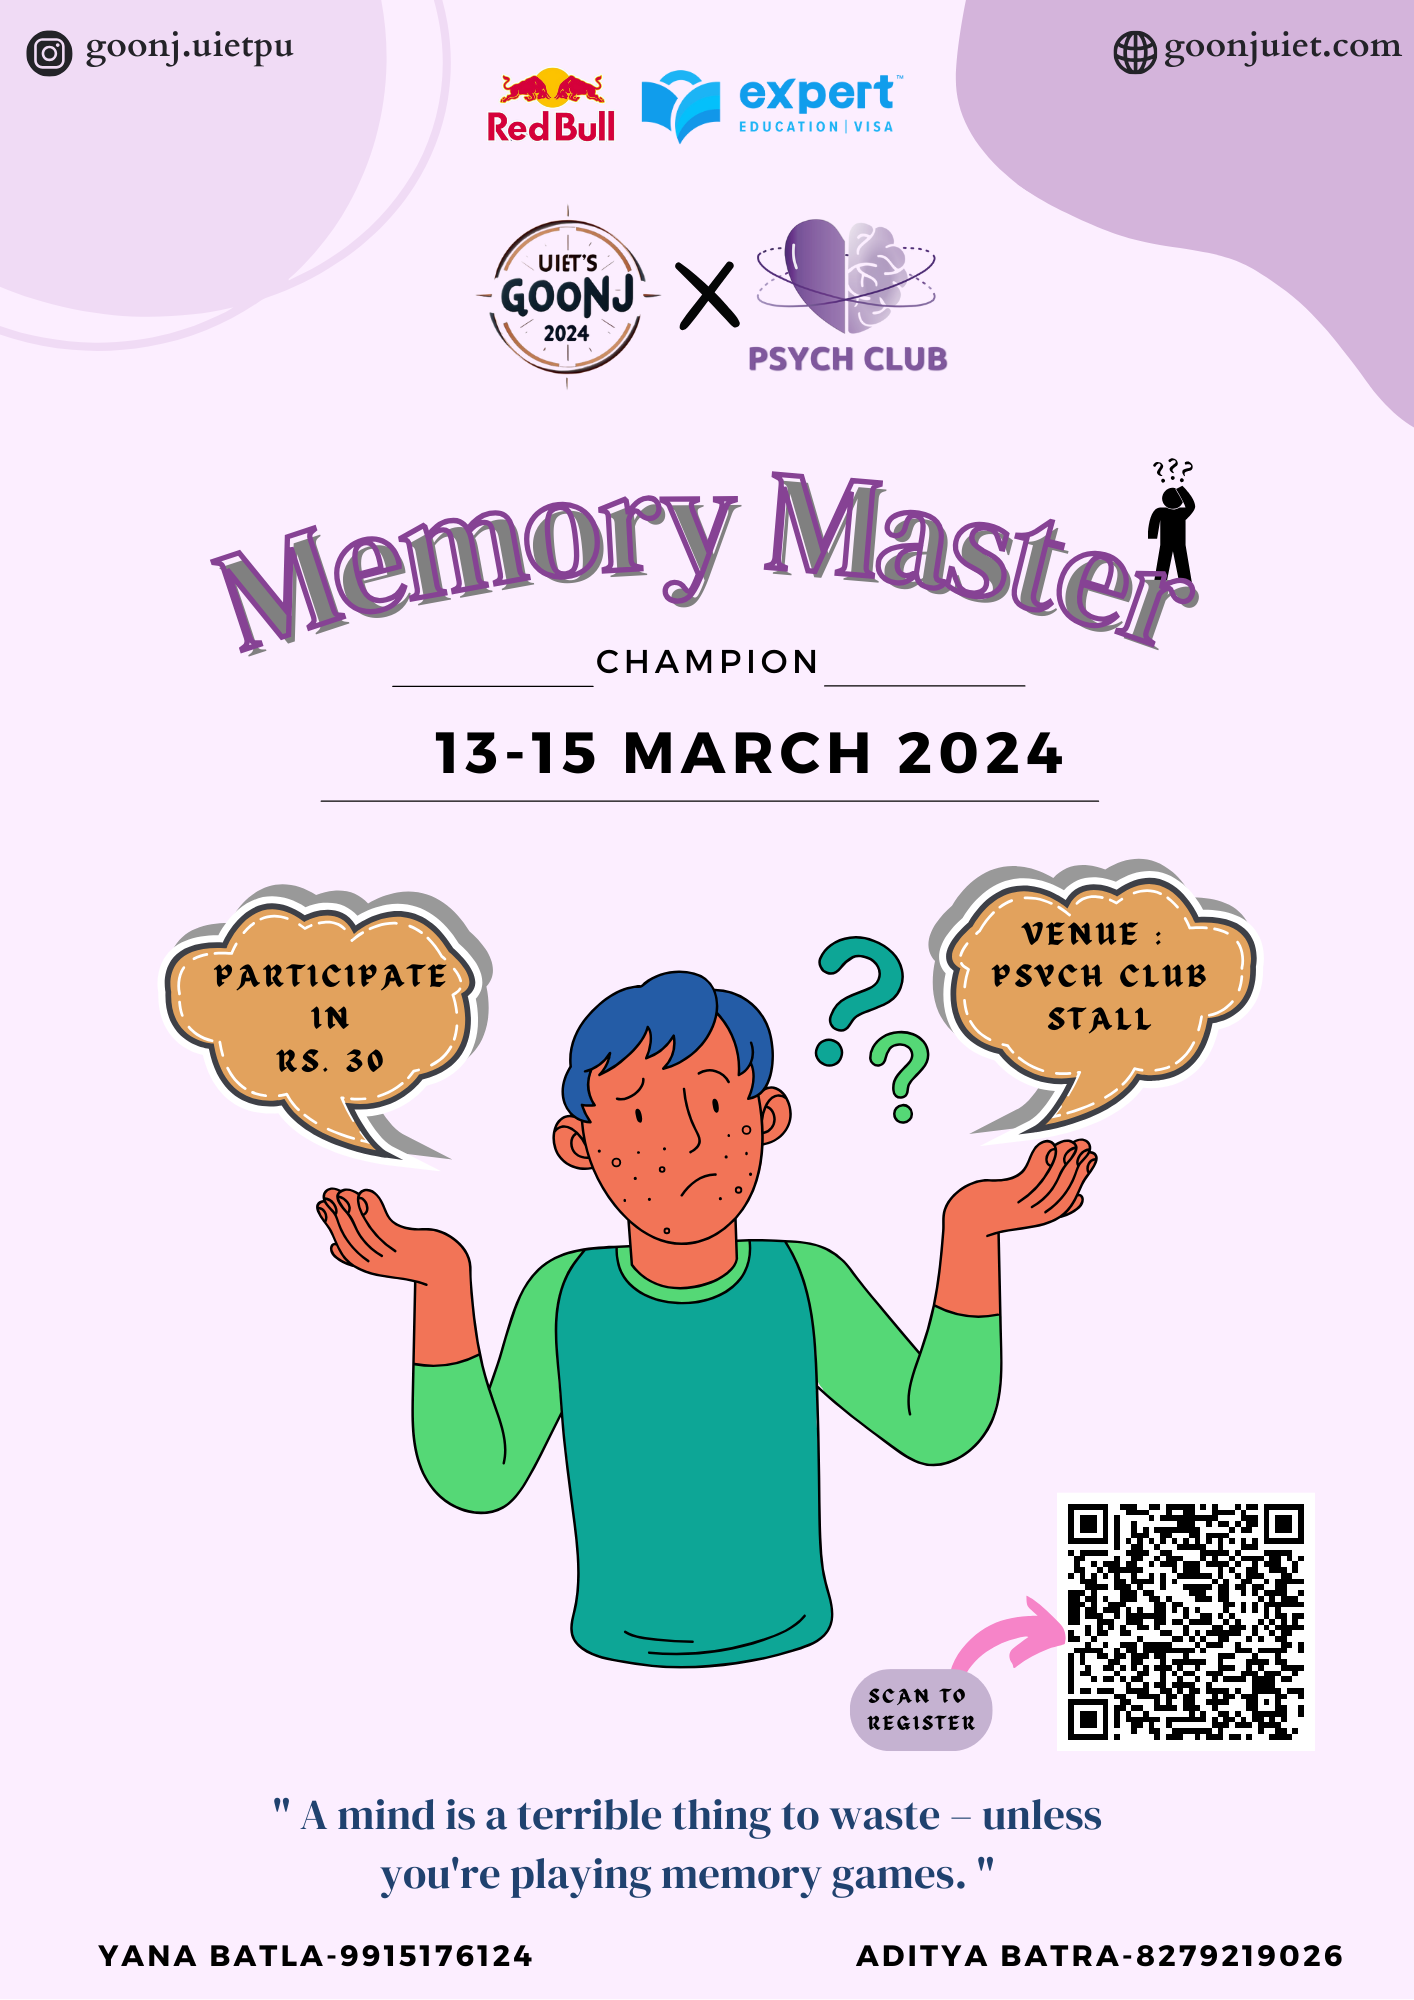 goonj.uietpu
goonjuiet.com
Red Bull
expert™
EDUCATION | VISA
UIET'S
GOONJ
2024
X
PSYCH CLUB
???
Memory Master
CHAMPION
13-15 MARCH 2024
PARTICIPATE
IN
RS. 30
VENUE :
PSYCH CLUB
STALL
??
SCAN TO
REGISTER
" A mind is a terrible thing to waste – unless
you're playing memory games. "
YANA BATLA-9915176124
ADITYA BATRA-8279219026